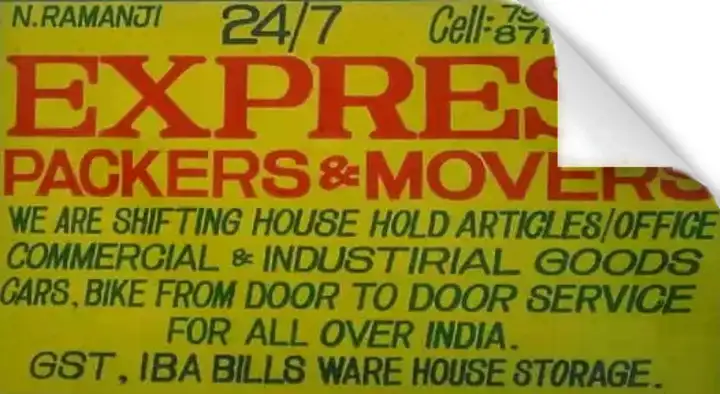 N.RAMANJI 24/7 Cell:
EXPRES
PACKERS & MOVERS
WE ARE SHIFTING HOUSE HOLD ARTICLES/OFFICE
COMMERCIAL & INDUSTIRIAL GOODS
CARS, BIKE FROM DOOR TO DOOR SERVICE
FOR ALL OVER INDIA.
GST, IBA BILLS WARE HOUSE STORAGE.